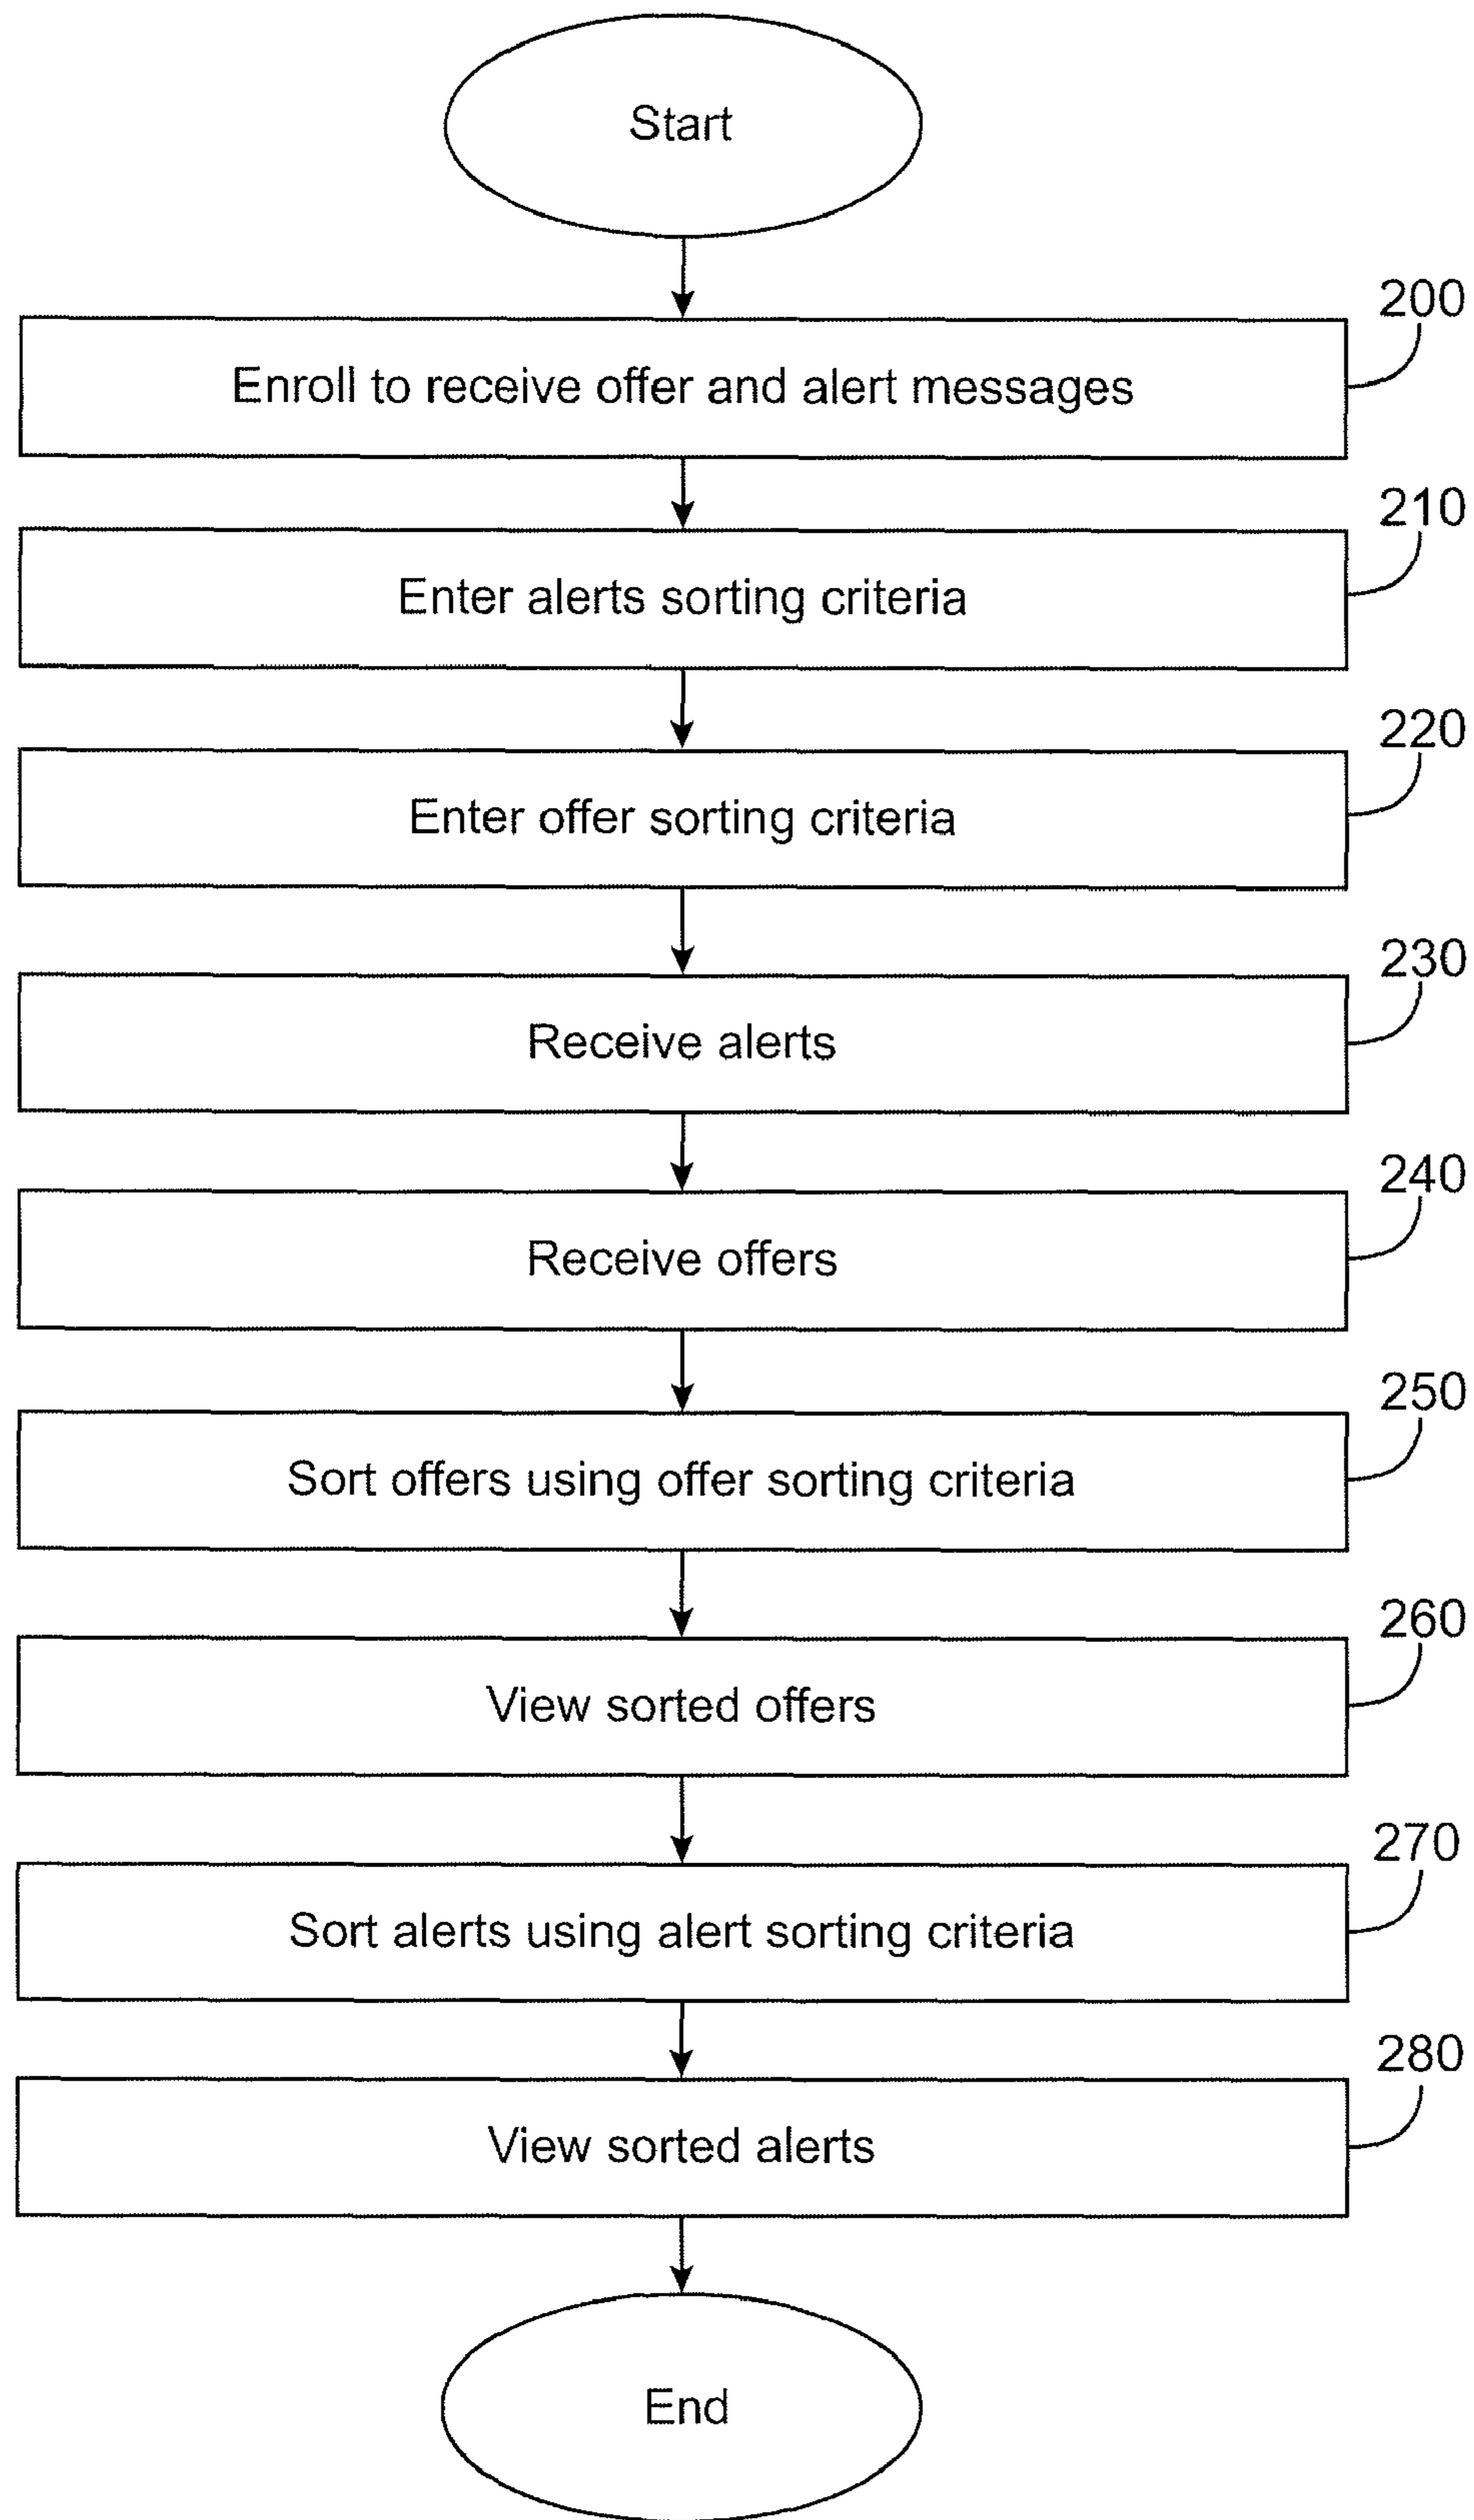 Start
200
Enroll to receive offer and alert messages
210
Enter alerts sorting criteria
220
Enter offer sorting criteria
230
Receive alerts
240
Receive offers
250
Sort offers using offer sorting criteria
260
View sorted offers
270
Sort alerts using alert sorting criteria
280
View sorted alerts
End